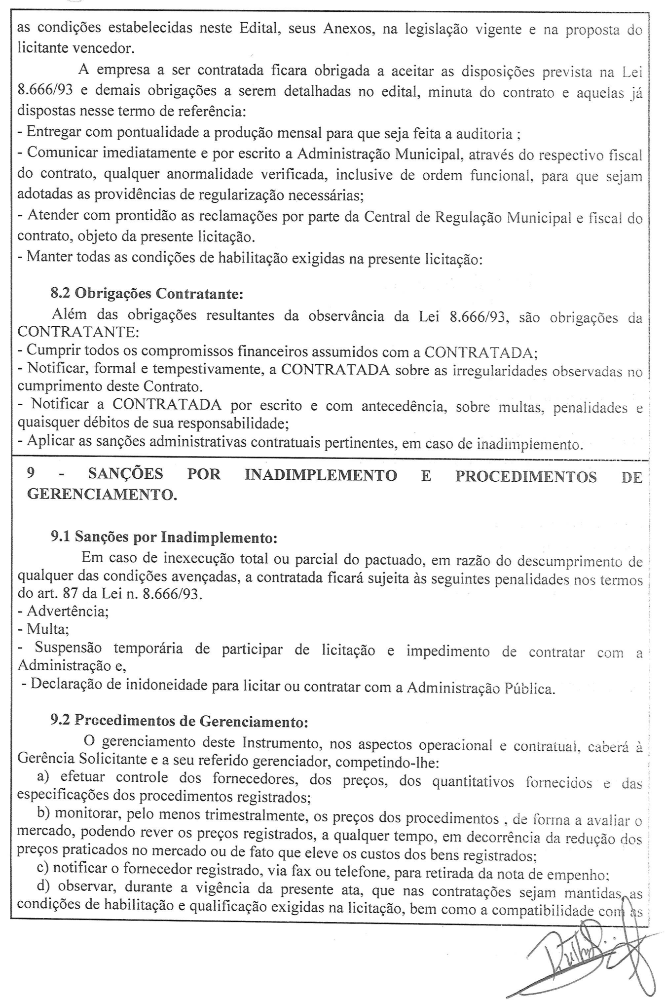 as condições estabelecidas neste Edital, seus Anexos, na legislação vigente e na proposta do
licitante vencedor.
A empresa a ser contratada ficara obrigada a aceitar as disposições prevista na Lei
8.666/93 e demais obrigações a serem detalhadas no edital, minuta do contrato e aquelas já
dispostas nesse termo de referência:
- Entregar com pontualidade a produção mensal para que seja feita a auditoria ;
- Comunicar imediatamente e por escrito a Administração Municipal, através do respectivo fiscal
do contrato, qualquer anormalidade verificada, inclusive de ordem funcional, para que sejam
adotadas as providências de regularização necessárias;
- Atender com prontidão as reclamações por parte da Central de Regulação Municipal e fiscal do
contrato, objeto da presente licitação.
- Manter todas as condições de habilitação exigidas na presente licitação:
8.2 Obrigações Contratante:
Além das obrigações resultantes da observância da Lei 8.666/93, são obrigações da
CONTRATANTE:
- Cumprir todos os compromissos financeiros assumidos com a CONTRATADA;
- Notificar, formal e tempestivamente, a CONTRATADA sobre as irregularidades observadas no
cumprimento deste Contrato.
- Notificar a CONTRATADA por escrito e com antecedência, sobre multas, penalidades e
quaisquer débitos de sua responsabilidade;
- Aplicar as sanções administrativas contratuais pertinentes, em caso de inadimplemento.
9 - SANÇÕES POR INADIMPLEMENTO E PROCEDIMENTOS DE
GERENCIAMENTO.
9.1 Sanções por Inadimplemento:
Em caso de inexecução total ou parcial do pactuado, em razão do descumprimento de
qualquer das condições avençadas, a contratada ficará sujeita às seguintes penalidades nos termos
do art. 87 da Lei n. 8.666/93.
- Advertência;
- Multa;
- Suspensão temporária de participar de licitação e impedimento de contratar com a
Administração e,
- Declaração de inidoneidade para licitar ou contratar com a Administração Pública.
9.2 Procedimentos de Gerenciamento:
O gerenciamento deste Instrumento, nos aspectos operacional e contratual, caberá à
Gerência Solicitante e a seu referido gerenciador, competindo-lhe:
a) efetuar controle dos fornecedores, dos preços, dos quantitativos fornecidos e das
especificações dos procedimentos registrados;
b) monitorar, pelo menos trimestralmente, os preços dos procedimentos , de forma a avaliar o
mercado, podendo rever os preços registrados, a qualquer tempo, em decorrência da redução dos
preços praticados no mercado ou de fato que eleve os custos dos bens registrados;
c) notificar o fornecedor registrado, via fax ou telefone, para retirada da nota de empenho;
d) observar, durante a vigência da presente ata, que nas contratações sejam mantidas as
condições de habilitação e qualificação exigidas na licitação, bem como a compatibilidade com as